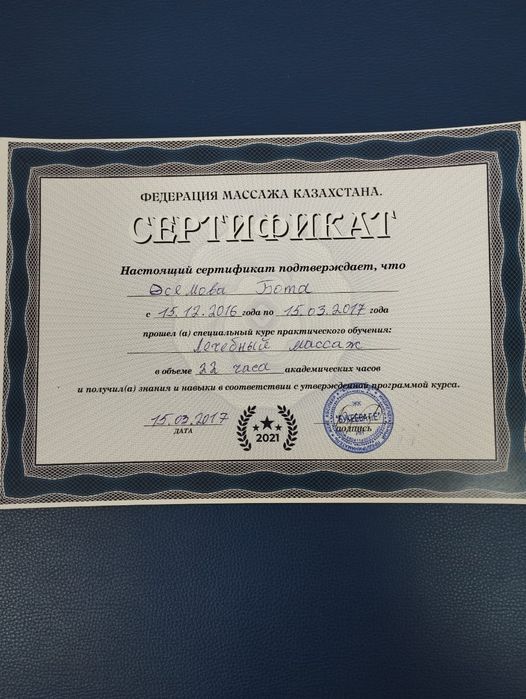 ФЕДЕРАЦИЯ МАССАЖА КАЗАХСТАНА.
СЕРТИФИКАТ
Настоящий сертификат подтверждает, что
Өсемова Бота
с 15.12.2016 года по 15.03.2017 года
прошел (а) специальный курс практического обучения:
Лечебный массаж
в объеме 22 часа академических часов
и получил(а) знания и навыки в соответствии с утвержденной программой курса.
15.03.2017
ДАТА
2021
ЖК
подпись